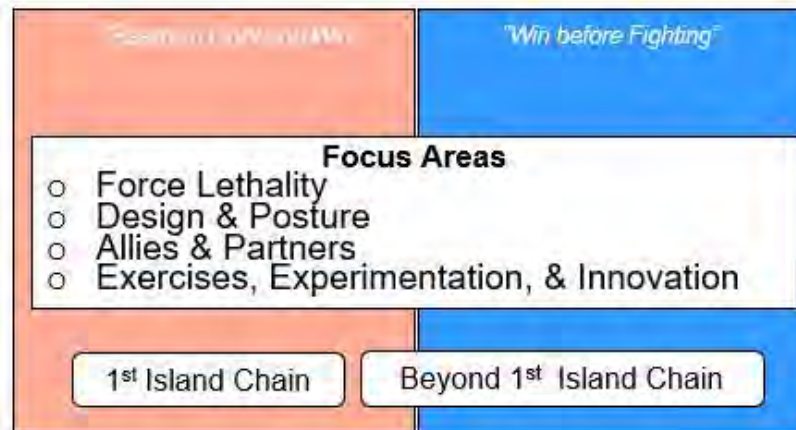 "Win before Fighting"
Focus Areas
o Force Lethality
o Design & Posture
o Allies & Partners
o Exercises, Experimentation, & Innovation
1st Island Chain
Beyond 1st Island Chain